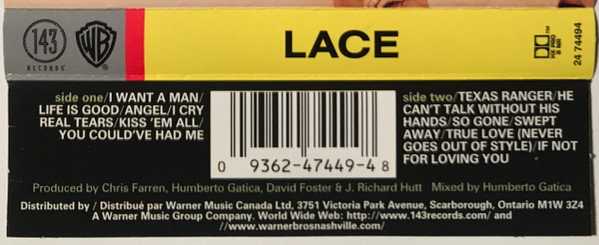 143
RECORDS
WB
LACE
HX PRO
B NR
24 74494
side one/I WANT A MAN/
LIFE IS GOOD/ANGEL/I CRY
REAL TEARS/KISS 'EM ALL/
YOU COULD'VE HAD ME
0 9362-47449-4 8
side two/TEXAS RANGER/HE
CAN'T TALK WITHOUT HIS
HANDS/SO GONE/SWEPT
AWAY/TRUE LOVE (NEVER
GOES OUT OF STYLE)/IF NOT
FOR LOVING YOU
Produced by Chris Farren, Humberto Gatica, David Foster & J. Richard Hutt Mixed by Humberto Gatica
Distributed by / Distribué par Warner Music Canada Ltd, 3751 Victoria Park Avenue, Scarborough, Ontario M1W 3Z4
A Warner Music Group Company. World Wide Web: http://www.143records.com/ and
//www.warnerbrosnashville.com/